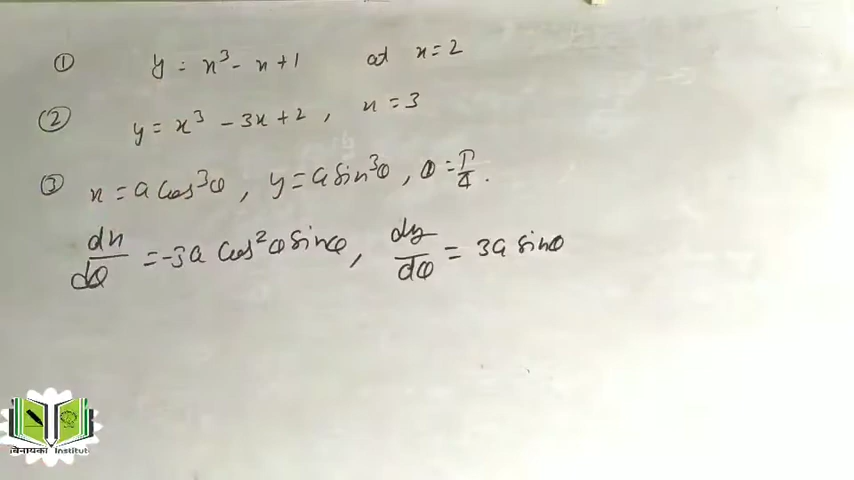 ① y = x³ - x + 1 at x = 2
② y = x³ - 3x + 2 , x = 3
③ x = a cos³θ , y = a sin³θ , θ = π/4 .
dx/dθ = -3a cos²θ sinθ , dy/dθ = 3a sinθ
विनायका Institut